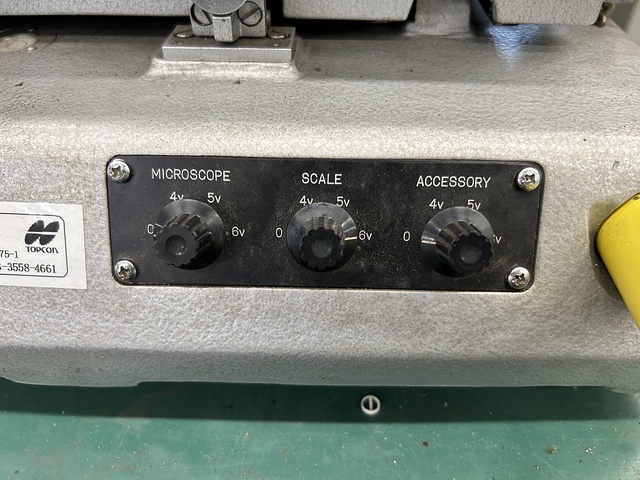 MICROSCOPE
4v 5v
0 6v
SCALE
4v 5v
0 6v
ACCESSORY
4v 5v
0 v
TOPCON
75-1
-3558-4661